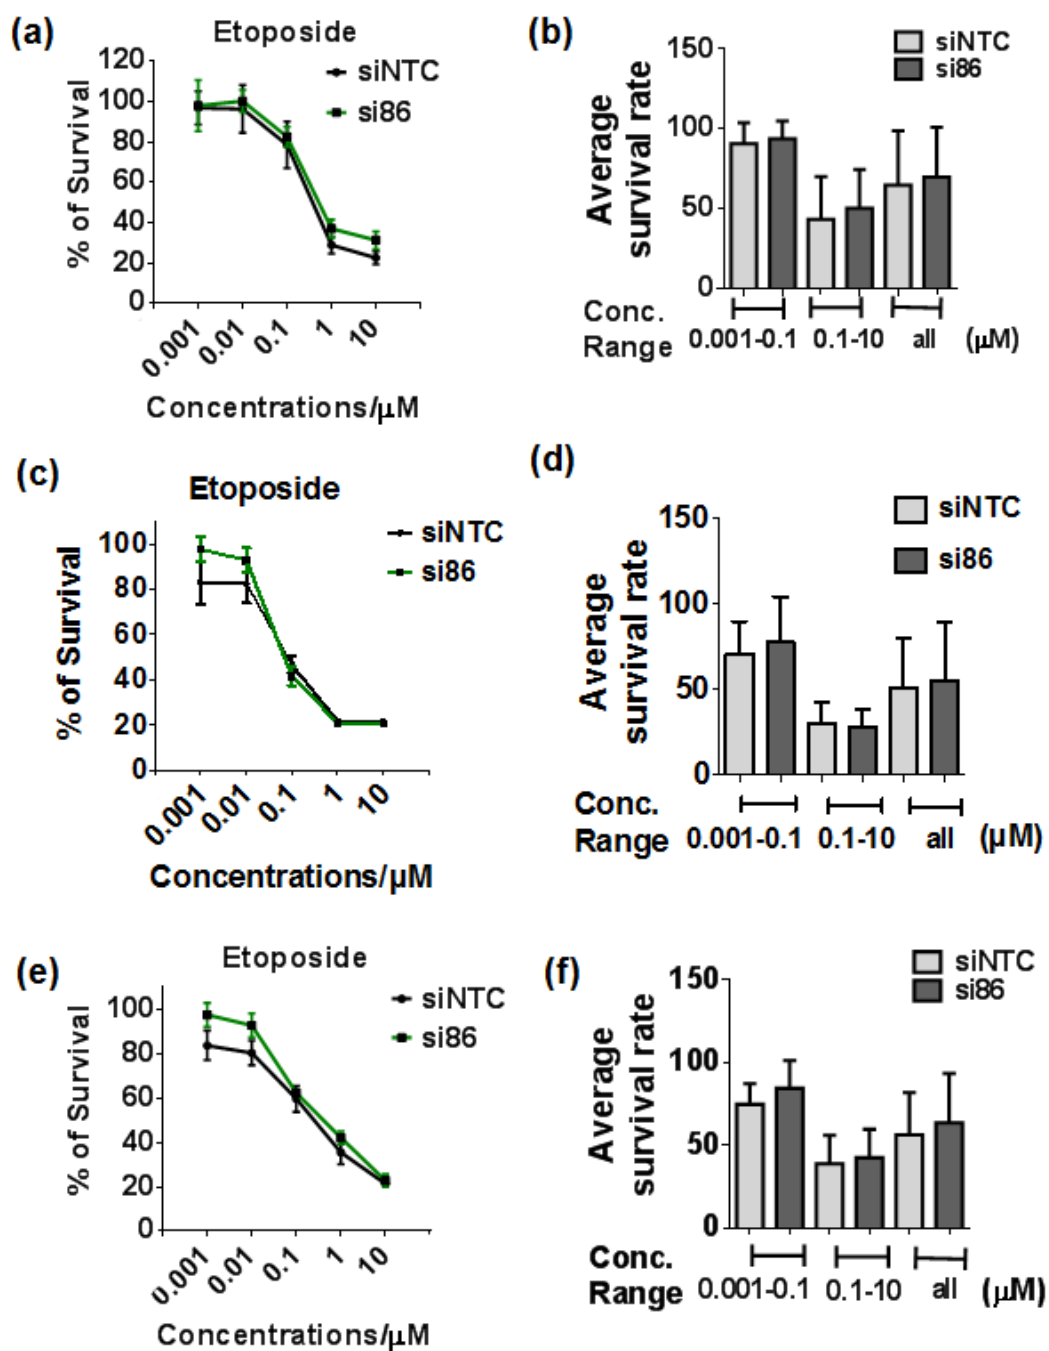 (a)
Etoposide
% of Survival
120
100
80
60
40
20
0
siNTC
si86
0.001
0.01
0.1
1
10
Concentrations/μM
(b)
Average
survival rate
150
100
50
0
siNTC
si86
Conc.
Range
0.001-0.1
0.1-10
all
(μM)
(c)
Etoposide
% of Survival
100
80
60
40
20
0
siNTC
si86
0.001
0.01
0.1
1
10
Concentrations/μM
(d)
Average
survival rate
150
100
50
0
siNTC
si86
Conc.
Range
0.001-0.1
0.1-10
all
(μM)
(e)
Etoposide
% of Survival
100
80
60
40
20
0
siNTC
si86
0.001
0.01
0.1
1
10
Concentrations/μM
(f)
Average
survival rate
150
100
50
0
siNTC
si86
Conc.
Range
0.001-0.1
0.1-10
all
(μM)